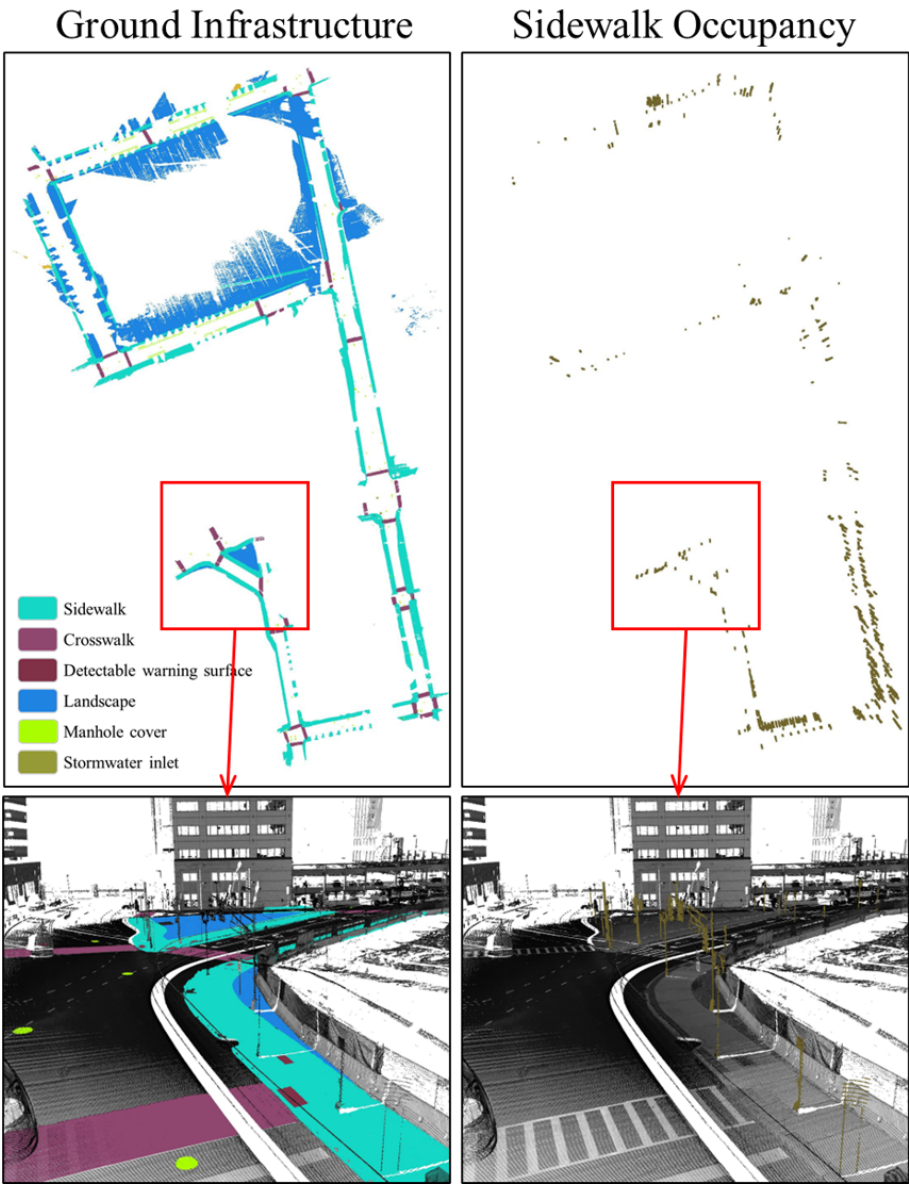 Ground Infrastructure
Sidewalk Occupancy
Sidewalk
Crosswalk
Detectable warning surface
Landscape
Manhole cover
Stormwater inlet